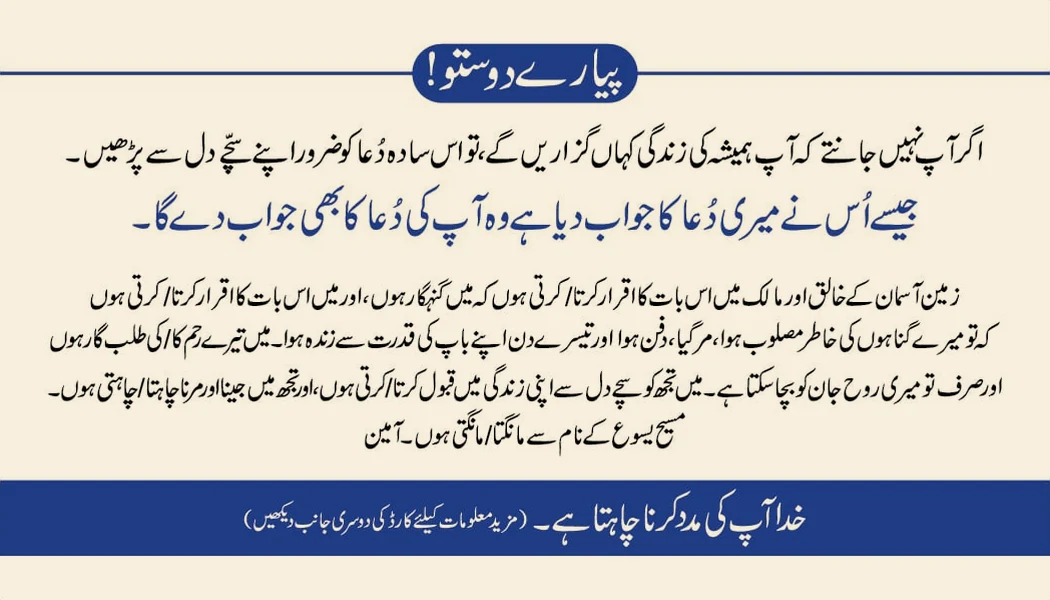 پیارے دوستو!
اگر آپ نہیں جانتے کہ آپ ہمیشہ کی زندگی کہاں گزاریں گے، تو اس سادہ دُعا کو ضرور اپنے سچّے دل سے پڑھیں۔
جیسے اُس نے میری دُعا کا جواب دیا ہے وہ آپ کی دُعا کا بھی جواب دے گا۔
زمین آسمان کے خالق اور مالک میں اس بات کا اقرار کرتا/کرتی ہوں کہ میں گنہگار ہوں، اور میں اس بات کا اقرار کرتا/کرتی ہوں
کہ تو میرے گناہوں کی خاطر مصلوب ہوا، مر گیا، دفن ہوا اور تیسرے دن اپنے باپ کی قدرت سے زندہ ہوا۔ میں تیرے رحم کا/کی طلب گار ہوں
اور صرف تو میری روح جان کو بچا سکتا ہے۔ میں تجھ کو سچے دل سے اپنی زندگی میں قبول کرتا/کرتی ہوں، اور تجھ میں جینا اور مرنا چاہتا/چاہتی ہوں۔
مسیح یسوع کے نام سے مانگتا/مانگتی ہوں۔ آمین
خدا آپ کی مدد کرنا چاہتا ہے۔ (مزید معلومات کیلئے کارڈ کی دوسری جانب دیکھیں)